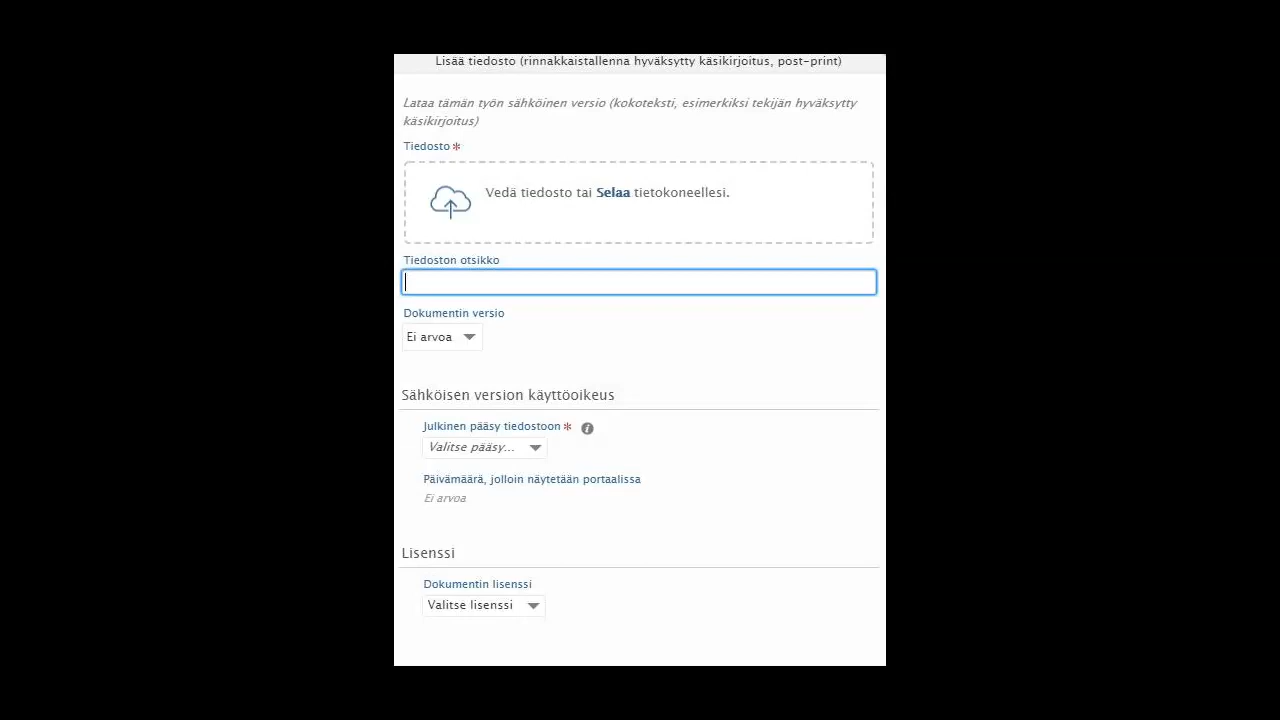 Lisää tiedosto (rinnakkaistallenna hyväksytty käsikirjoitus, post-print)
Lataa tämän työn sähköinen versio (kokoteksti, esimerkiksi tekijän hyväksytty
käsikirjoitus)
Tiedosto *
Vedä tiedosto tai Selaa tietokoneellesi.
Tiedoston otsikko
Dokumentin versio
Ei arvoa
Sähköisen version käyttöoikeus
Julkinen pääsy tiedostoon * i
Valitse pääsy...
Päivämäärä, jolloin näytetään portaalissa
Ei arvoa
Lisenssi
Dokumentin lisenssi
Valitse lisenssi